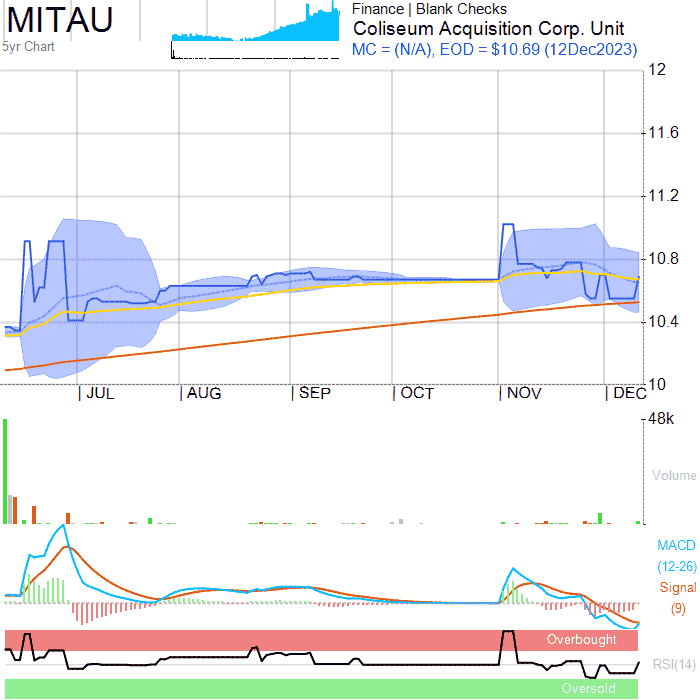 MITAU
5yr Chart
Finance | Blank Checks
Coliseum Acquisition Corp. Unit
MC = (N/A), EOD = $10.69 (12Dec2023)
12
11.6
11.2
10.8
10.4
10
JUL AUG SEP OCT NOV DEC
48k
Volume
MACD
(12-26)
Signal
(9)
Overbought
RSI(14)
Oversold